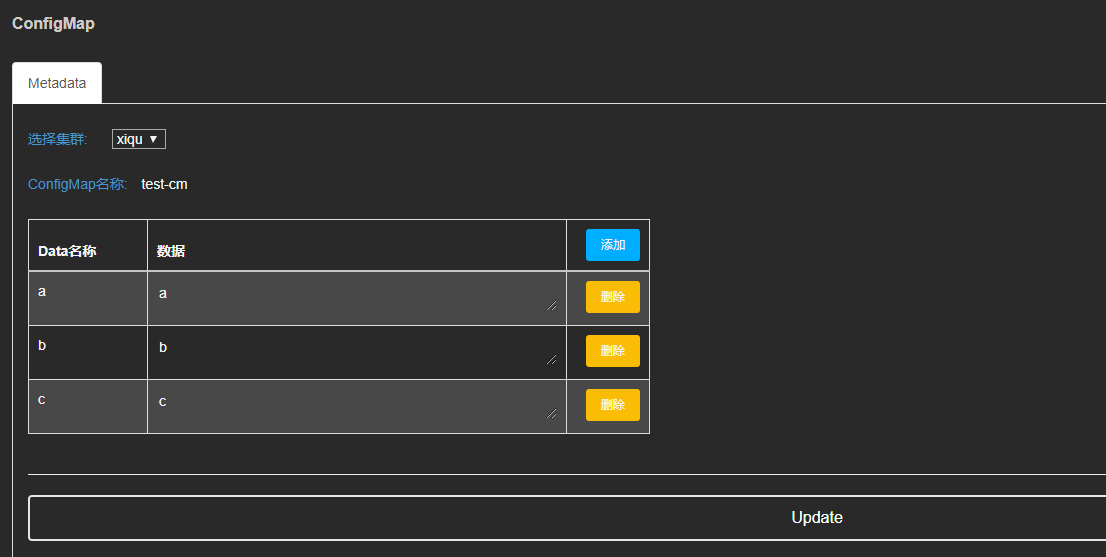 ConfigMap
Metadata
选择集群: xiqu ▼
ConfigMap名称: test-cm
Data名称 数据 添加
a a 删除
b b 删除
c c 删除
Update